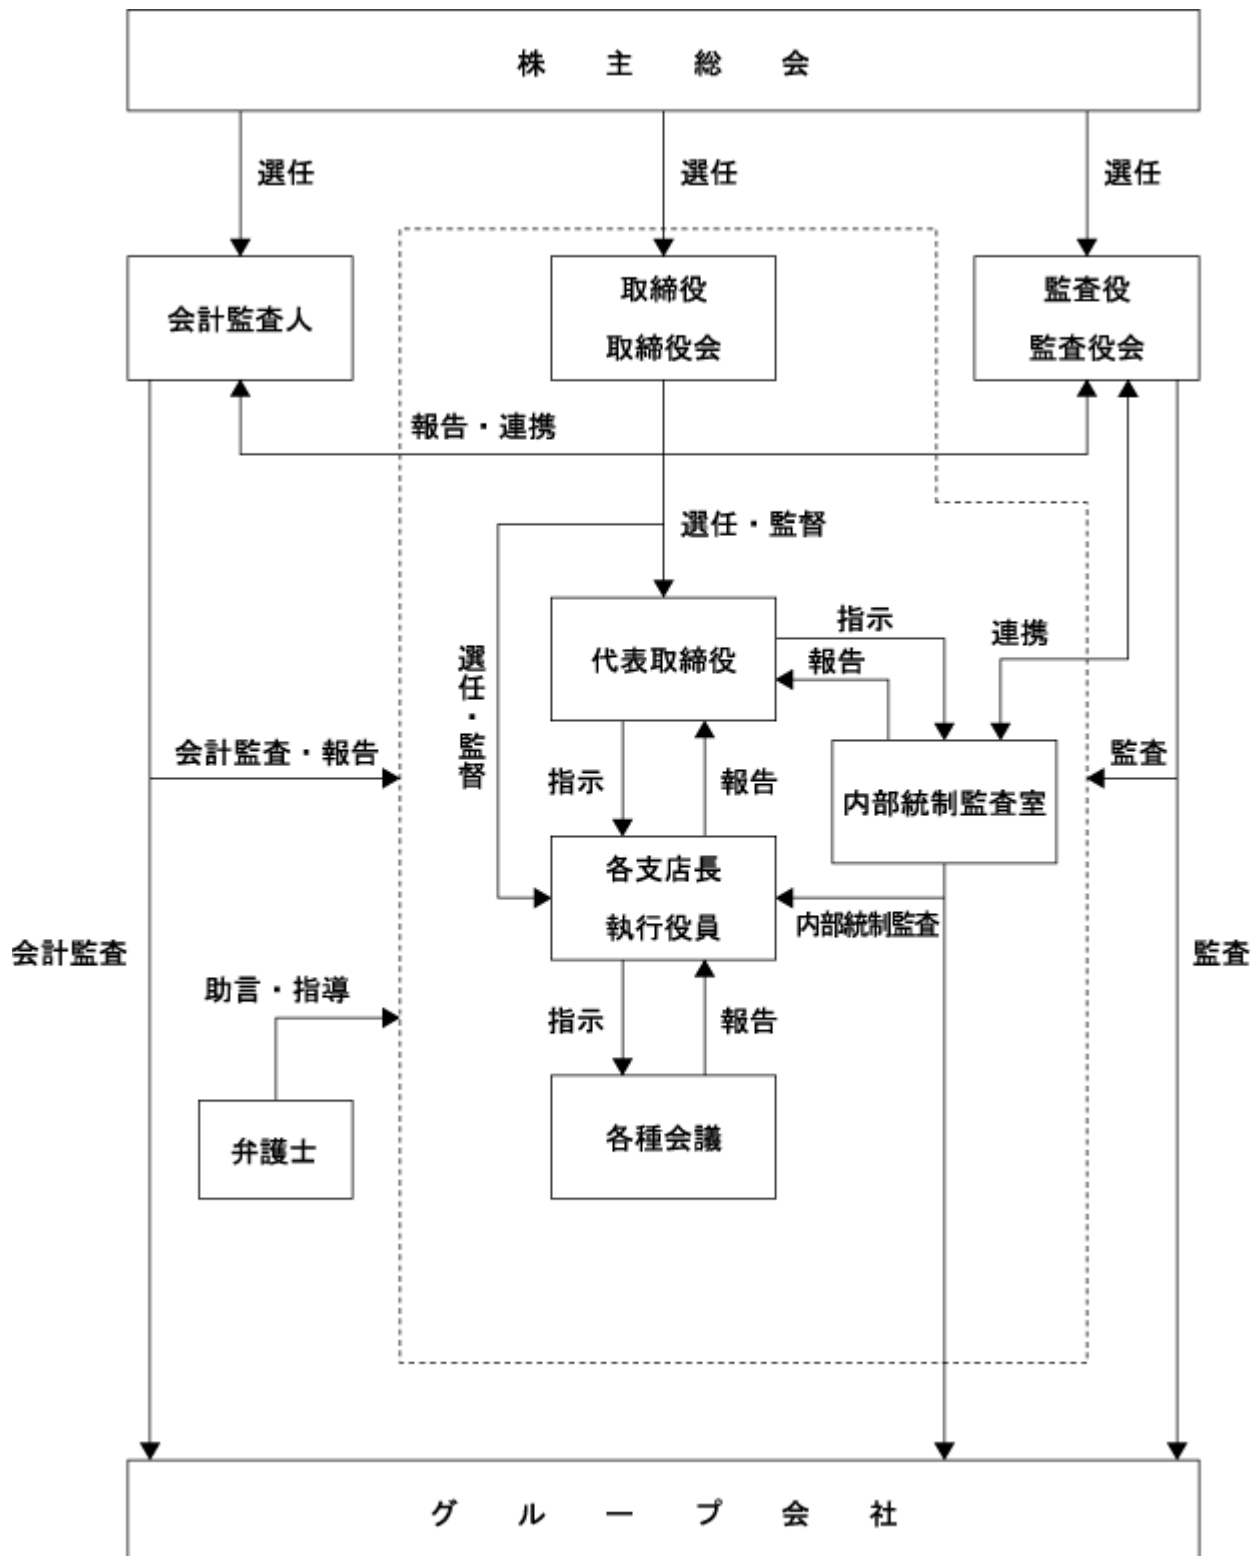 株主総会
選任
選任
選任
会計監査人
取締役
取締役会
監査役
監査役会
報告・連携
選任・監督
選任・監督
代表取締役
指示
報告
連携
会計監査・報告
指示
報告
内部統制監査室
監査
各支店長
執行役員
内部統制監査
会計監査
監査
助言・指導
指示
報告
弁護士
各種会議
グループ会社